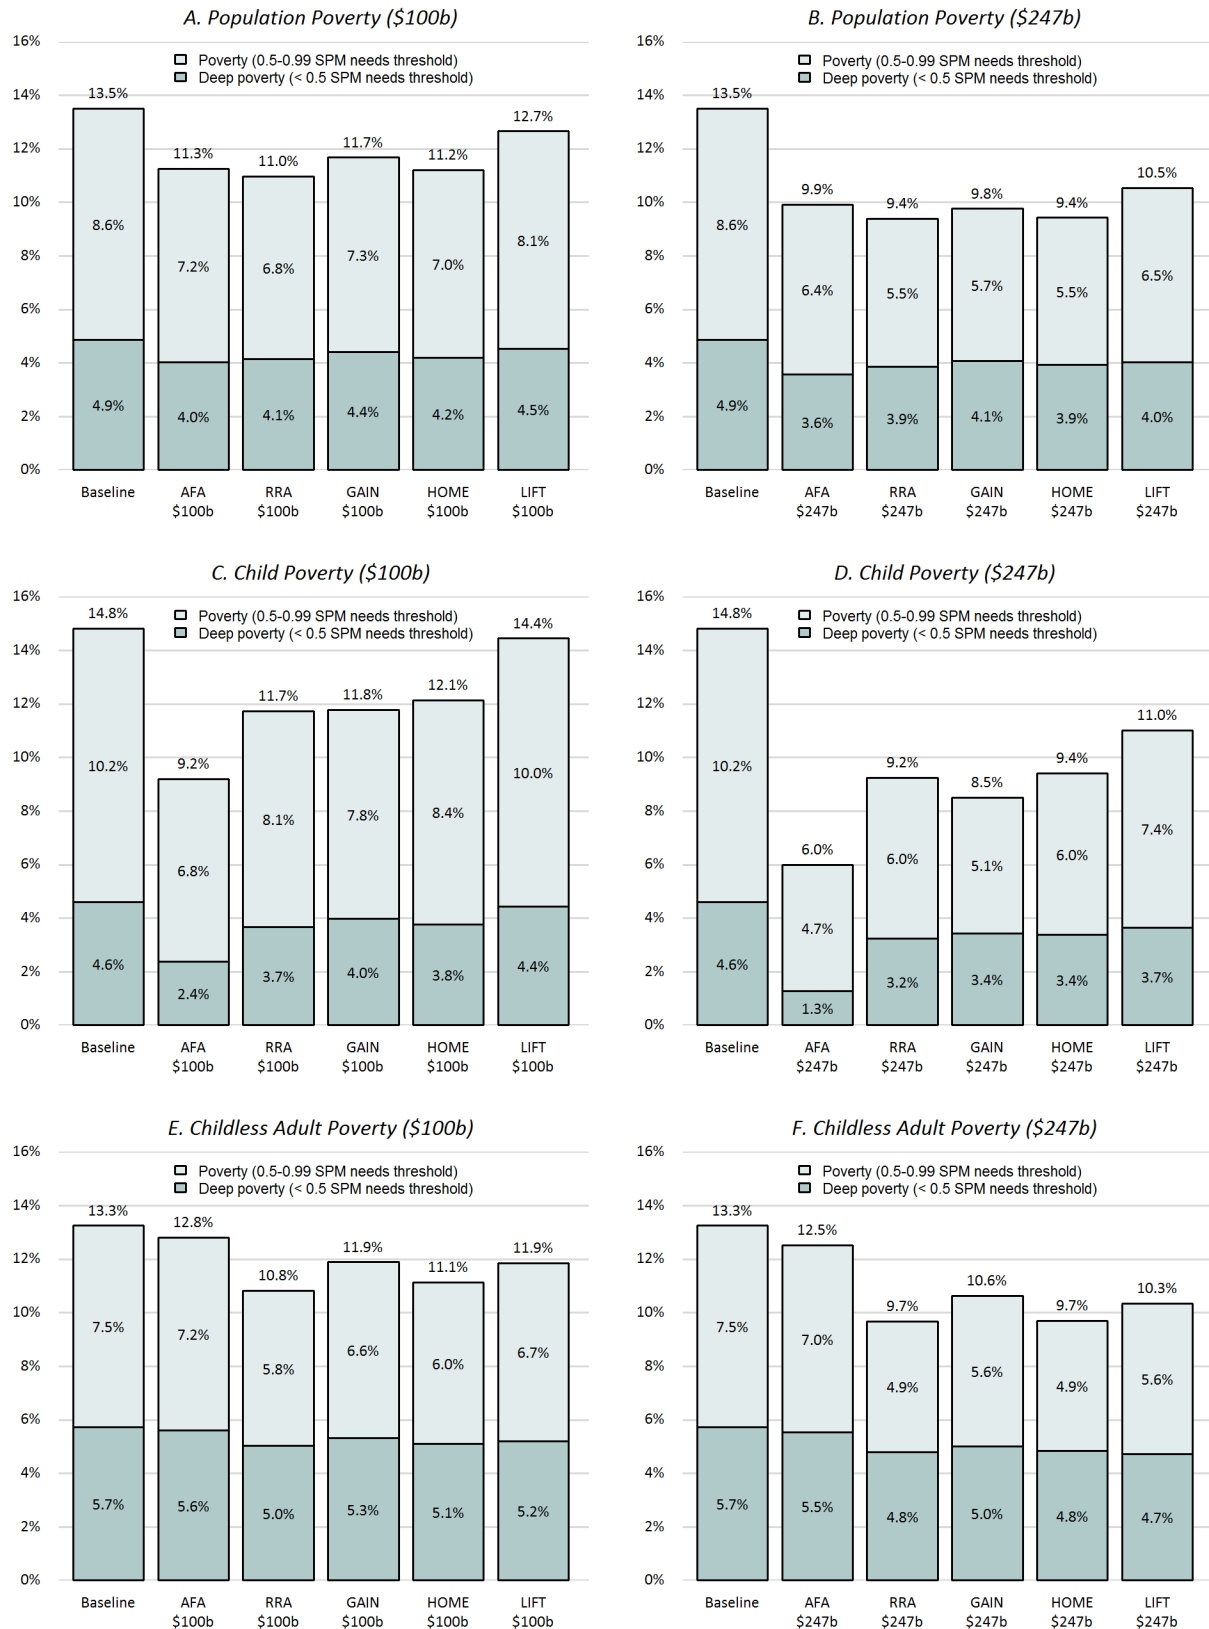 A. Population Poverty ($100b)
16%
14%
12%
10%
8%
6%
4%
2%
0%
Poverty (0.5-0.99 SPM needs threshold)
Deep poverty (< 0.5 SPM needs threshold)
13.5% 11.3% 11.0% 11.7% 11.2% 12.7%
8.6% 7.2% 6.8% 7.3% 7.0% 8.1%
4.9% 4.0% 4.1% 4.4% 4.2% 4.5%
Baseline AFA RRA GAIN HOME LIFT
$100b $100b $100b $100b $100b
B. Population Poverty ($247b)
16%
14%
12%
10%
8%
6%
4%
2%
0%
Poverty (0.5-0.99 SPM needs threshold)
Deep poverty (< 0.5 SPM needs threshold)
13.5% 9.9% 9.4% 9.8% 9.4% 10.5%
8.6% 6.4% 5.5% 5.7% 5.5% 6.5%
4.9% 3.6% 3.9% 4.1% 3.9% 4.0%
Baseline AFA RRA GAIN HOME LIFT
$247b $247b $247b $247b $247b
C. Child Poverty ($100b)
16%
14%
12%
10%
8%
6%
4%
2%
0%
Poverty (0.5-0.99 SPM needs threshold)
Deep poverty (< 0.5 SPM needs threshold)
14.8% 9.2% 11.7% 11.8% 12.1% 14.4%
10.2% 6.8% 8.1% 7.8% 8.4% 10.0%
4.6% 2.4% 3.7% 4.0% 3.8% 4.4%
Baseline AFA RRA GAIN HOME LIFT
$100b $100b $100b $100b $100b
D. Child Poverty ($247b)
16%
14%
12%
10%
8%
6%
4%
2%
0%
Poverty (0.5-0.99 SPM needs threshold)
Deep poverty (< 0.5 SPM needs threshold)
14.8% 6.0% 9.2% 8.5% 9.4% 11.0%
10.2% 4.7% 6.0% 5.1% 6.0% 7.4%
4.6% 1.3% 3.2% 3.4% 3.4% 3.7%
Baseline AFA RRA GAIN HOME LIFT
$247b $247b $247b $247b $247b
E. Childless Adult Poverty ($100b)
16%
14%
12%
10%
8%
6%
4%
2%
0%
Poverty (0.5-0.99 SPM needs threshold)
Deep poverty (< 0.5 SPM needs threshold)
13.3% 12.8% 10.8% 11.9% 11.1% 11.9%
7.5% 7.2% 5.8% 6.6% 6.0% 6.7%
5.7% 5.6% 5.0% 5.3% 5.1% 5.2%
Baseline AFA RRA GAIN HOME LIFT
$100b $100b $100b $100b $100b
F. Childless Adult Poverty ($247b)
16%
14%
12%
10%
8%
6%
4%
2%
0%
Poverty (0.5-0.99 SPM needs threshold)
Deep poverty (< 0.5 SPM needs threshold)
13.3% 12.5% 9.7% 10.6% 9.7% 10.3%
7.5% 7.0% 4.9% 5.6% 4.9% 5.6%
5.7% 5.5% 4.8% 5.0% 4.8% 4.7%
Baseline AFA RRA GAIN HOME LIFT
$247b $247b $247b $247b $247b